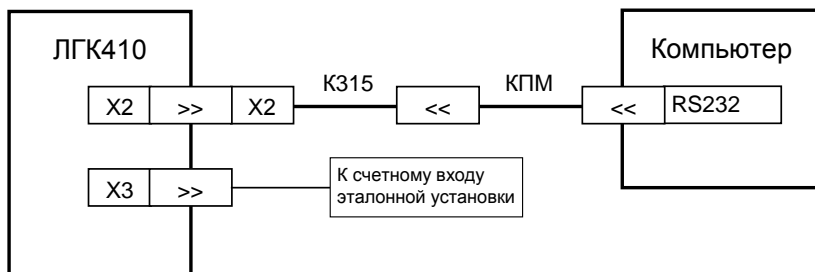 ЛГК410
Компьютер
К315
КПМ
X2 >> X2 << << RS232
X3 >>
К счетному входу
эталонной установки